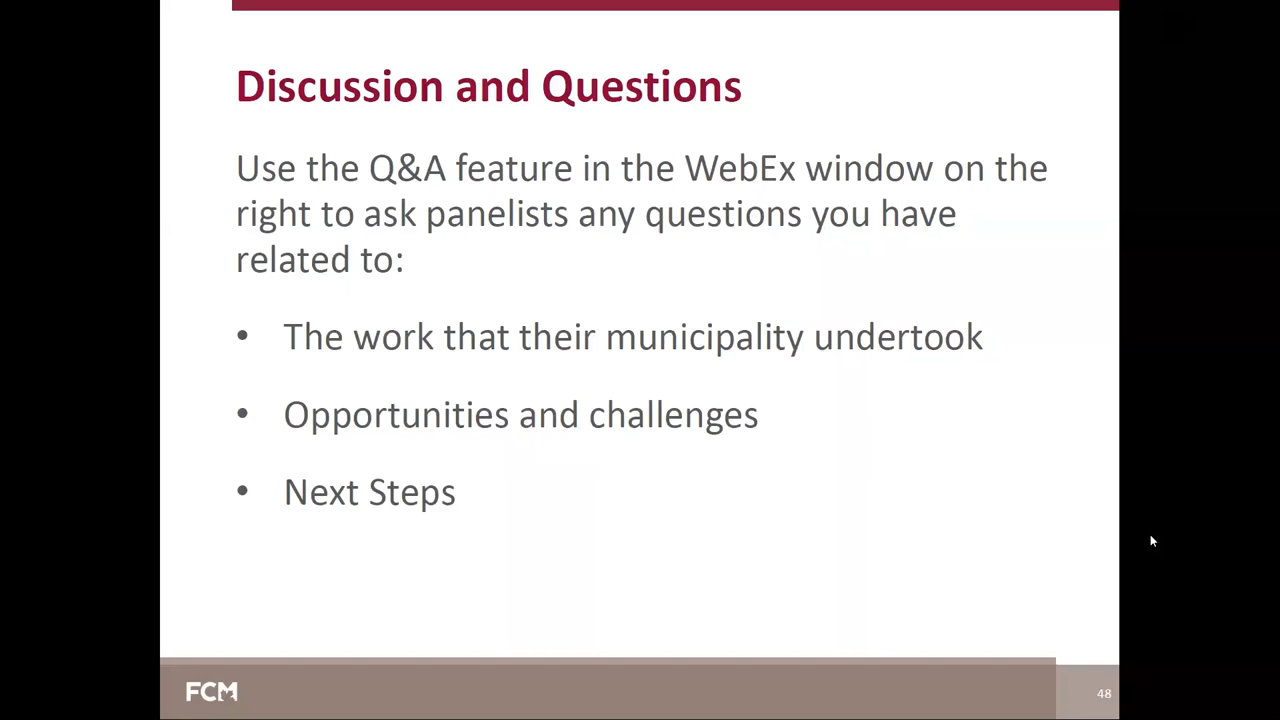 Discussion and Questions
Use the Q&A feature in the WebEx window on the
right to ask panelists any questions you have
related to:
• The work that their municipality undertook
• Opportunities and challenges
• Next Steps
FCM
48